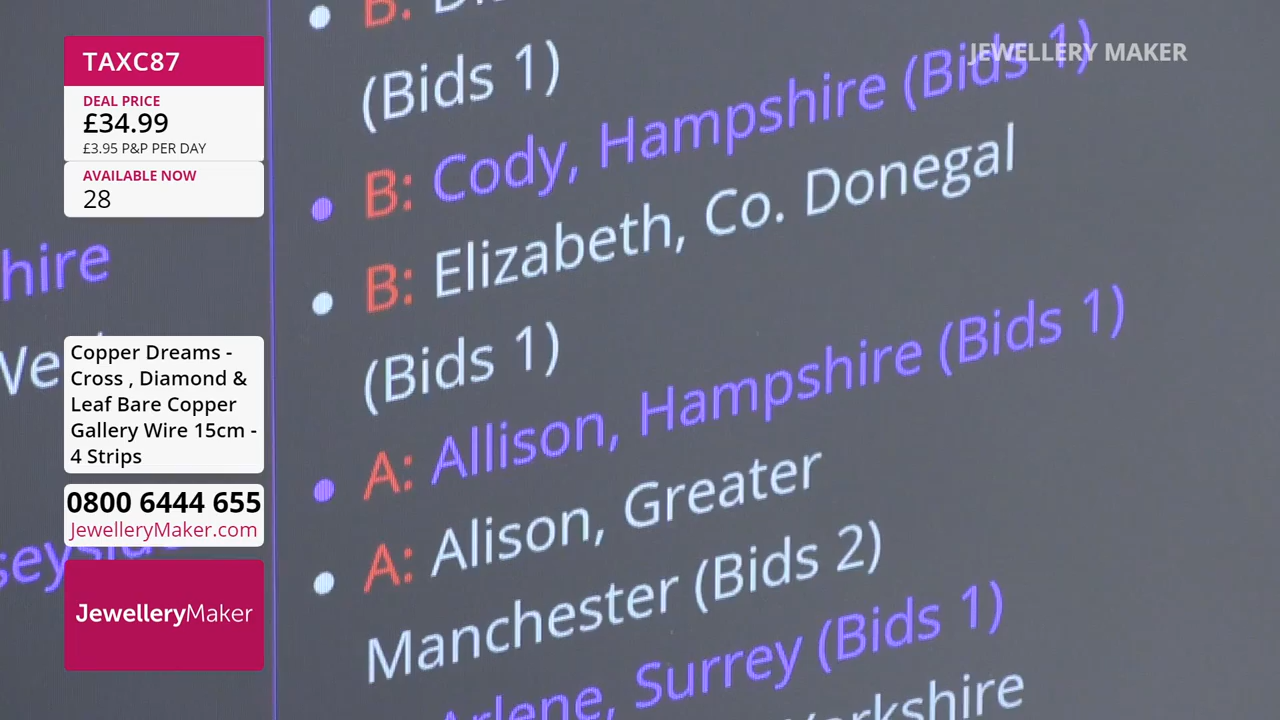 TAXC87
DEAL PRICE
£34.99
£3.95 P&P PER DAY
AVAILABLE NOW
28
Copper Dreams -
Cross , Diamond &
Leaf Bare Copper
Gallery Wire 15cm -
4 Strips
0800 6444 655
JewelleryMaker.com
JewelleryMaker
JEWELLERY MAKER
B:
(Bids 1)
B: Cody, Hampshire (Bids 1)
B: Elizabeth, Co. Donegal
(Bids 1)
A: Allison, Hampshire (Bids 1)
A: Alison, Greater
Manchester (Bids 2)
Arlene, Surrey (Bids 1)